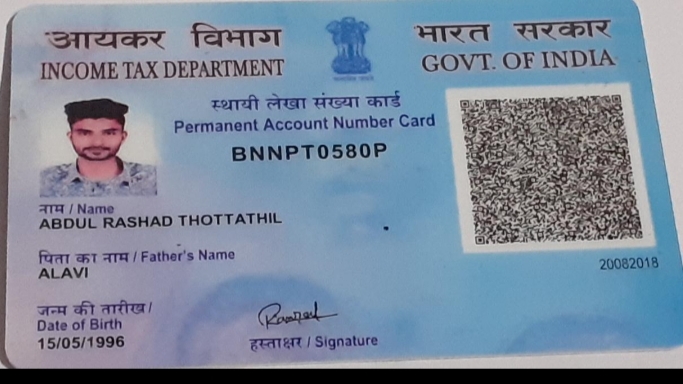 आयकर विभाग
INCOME TAX DEPARTMENT
भारत सरकार
GOVT. OF INDIA
स्थायी लेखा संख्या कार्ड
Permanent Account Number Card
BNNPT0580P
नाम / Name
ABDUL RASHAD THOTTATHIL
पिता का नाम / Father's Name
ALAVI
जन्म की तारीख /
Date of Birth
15/05/1996
हस्ताक्षर / Signature
20082018